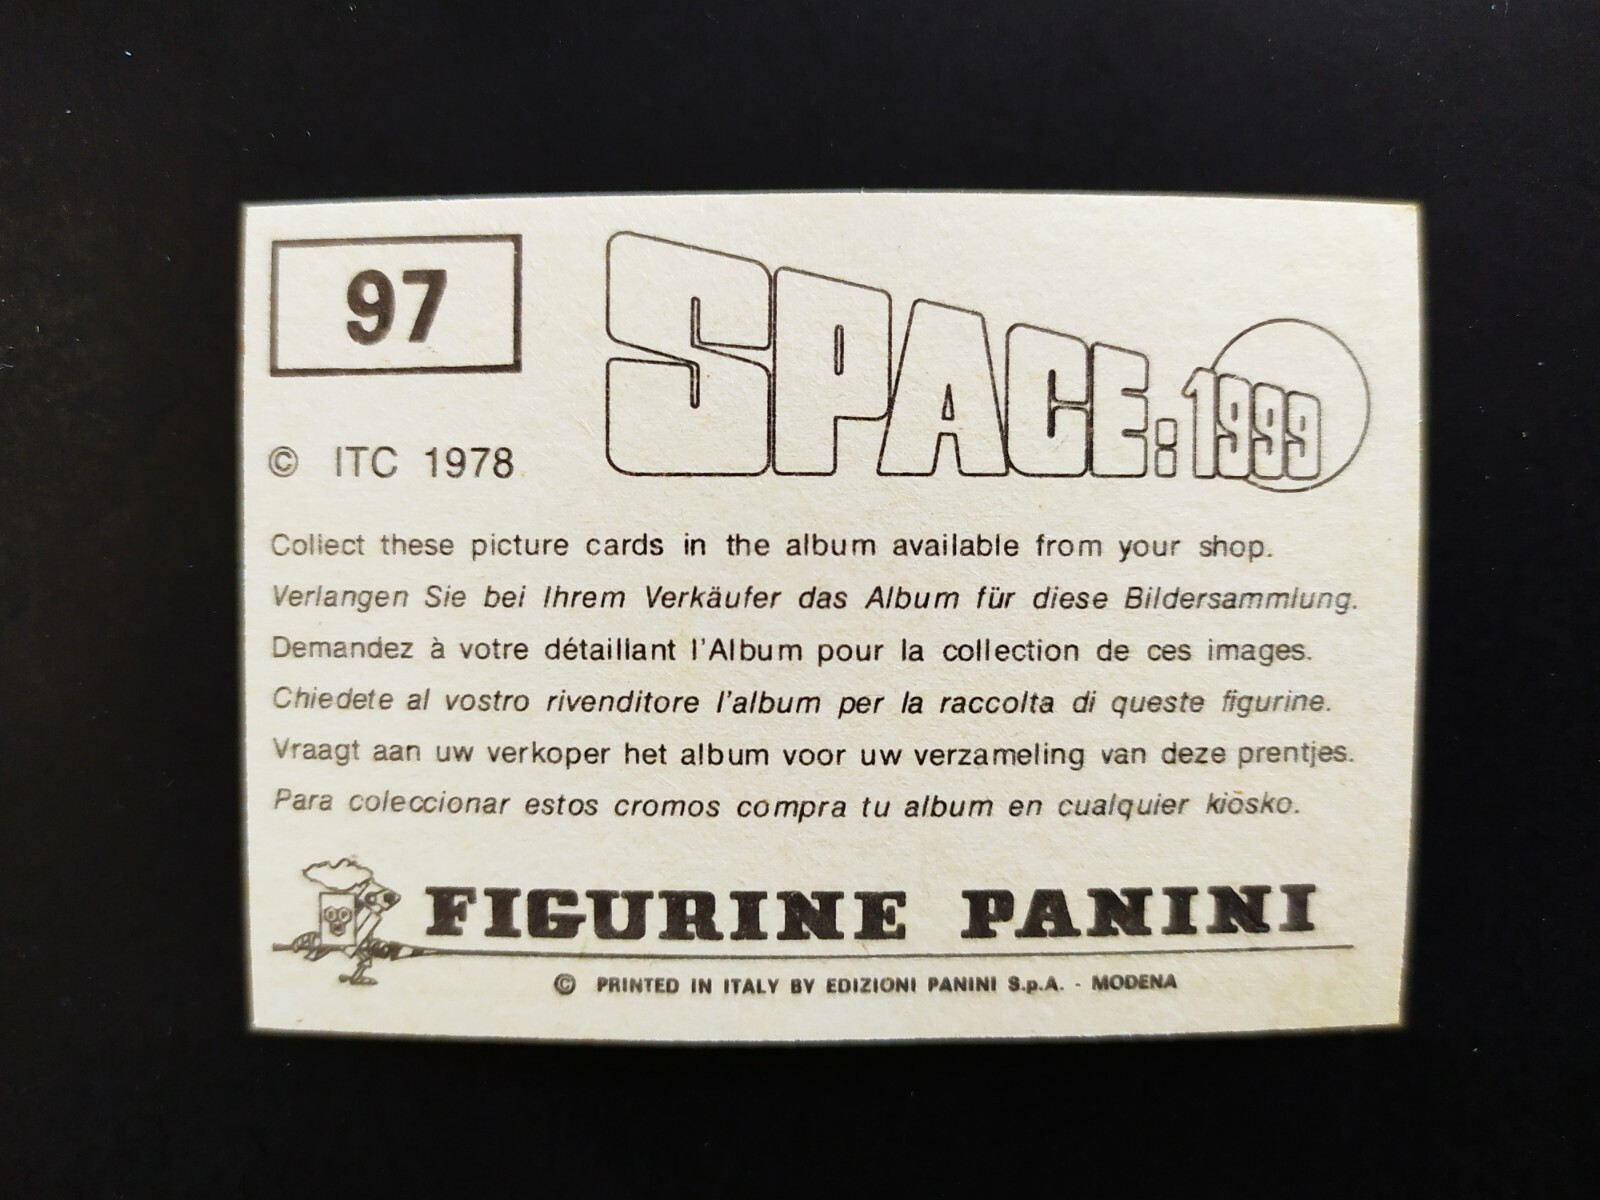 97
SPACE:1999
© ITC 1978
Collect these picture cards in the album available from your shop.
Verlangen Sie bei Ihrem Verkäufer das Album für diese Bildersammlung.
Demandez à votre détaillant l'Album pour la collection de ces images.
Chiedete al vostro rivenditore l'album per la raccolta di queste figurine.
Vraagt aan uw verkoper het album voor uw verzameling van deze prentjes.
Para coleccionar estos cromos compra tu album en cualquier kiosko.
FIGURINE PANINI
© PRINTED IN ITALY BY EDIZIONI PANINI S.p.A. - MODENA